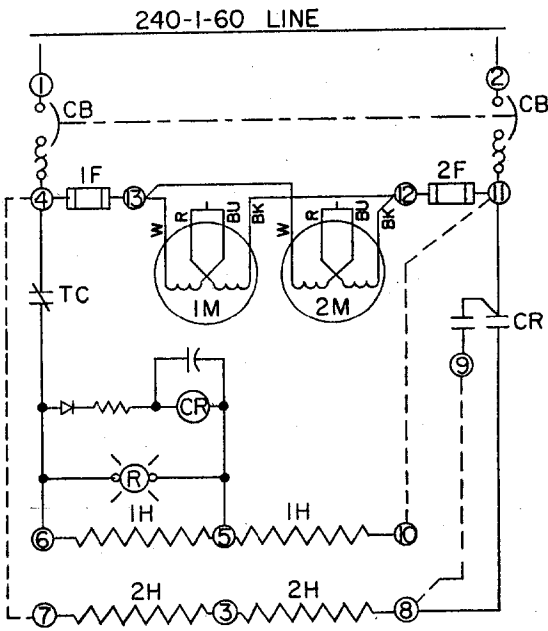 240-1-60 LINE
1 2
CB CB
4 1F 13 12 2F 11
W R BU BK W R BU BK
1M 2M
TC CR
9
CR
R
1H 1H
6 5 10
2H 2H
7 3 8